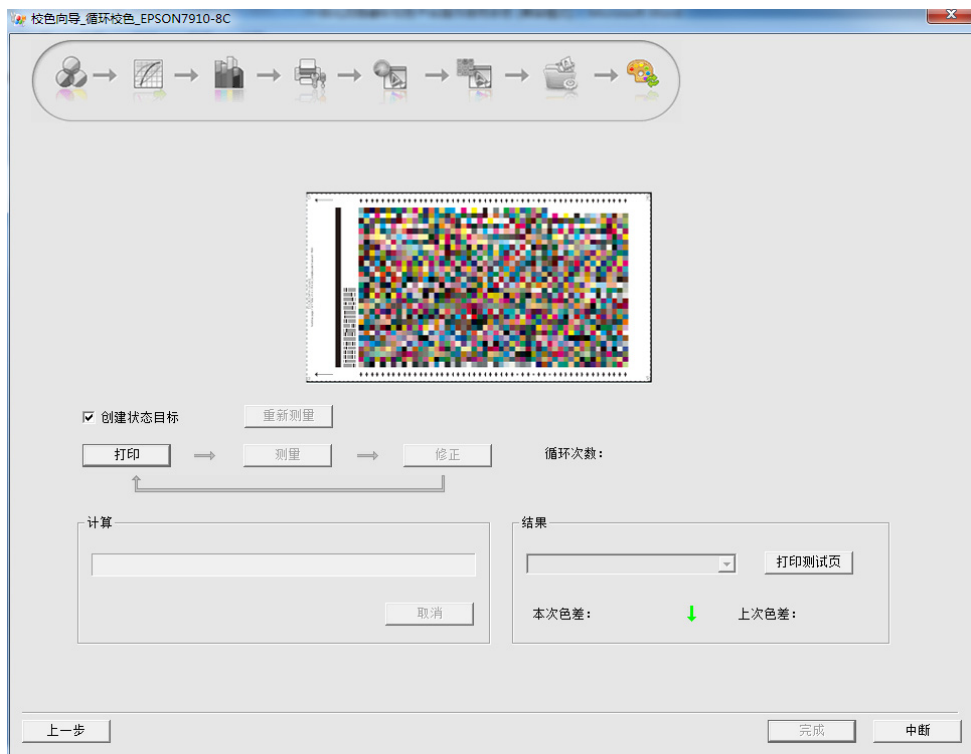 校色向导_循环校色_EPSON7910-8C
创建状态目标
重新测量
打印
测量
修正
循环次数:
计算
取消
结果
打印测试页
本次色差:
上次色差:
上一步
完成
中断